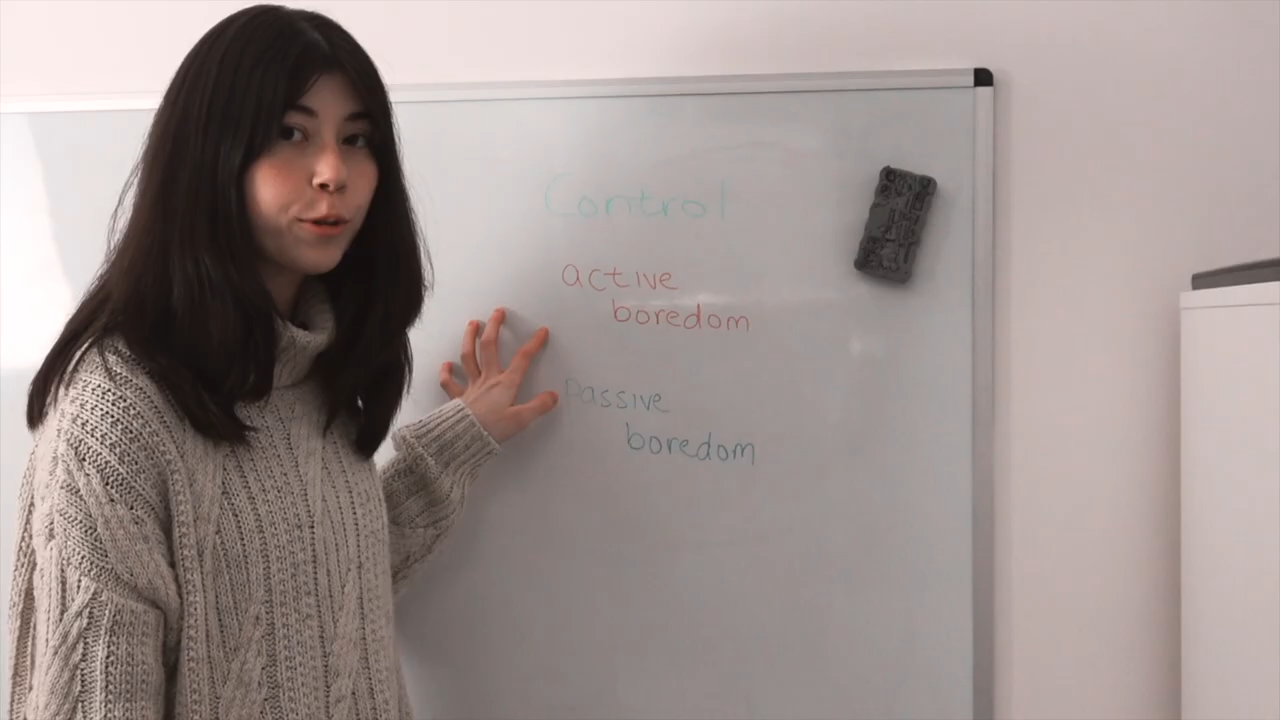 Control
active
boredom
passive
boredom